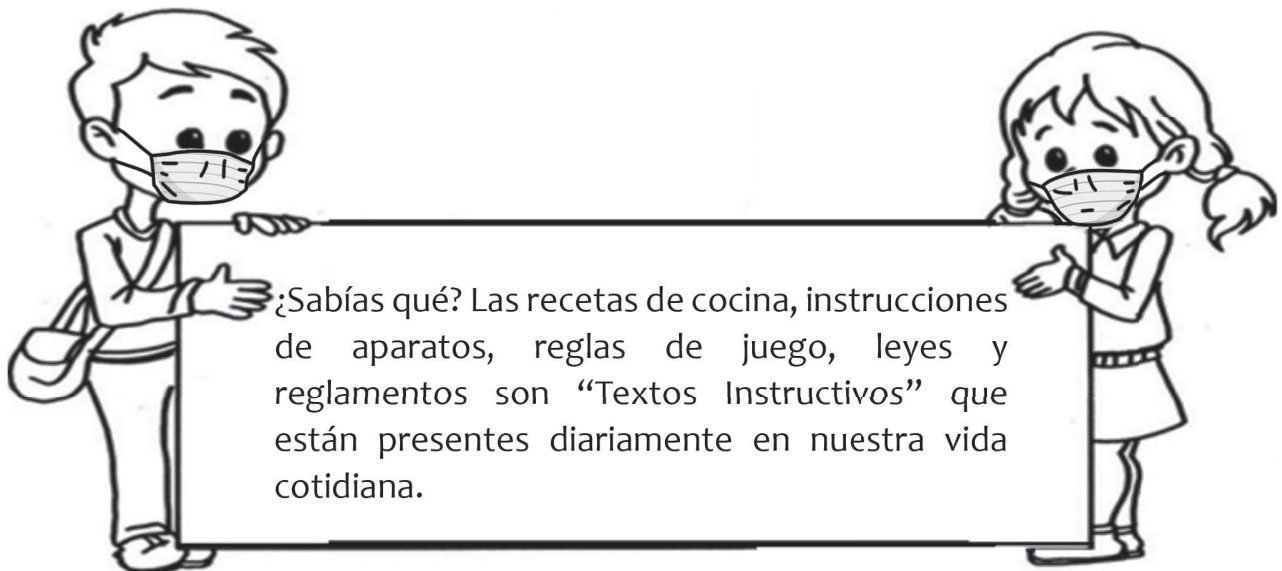 ¿Sabías qué? Las recetas de cocina, instrucciones
de aparatos, reglas de juego, leyes y
reglamentos son “Textos Instructivos” que
están presentes diariamente en nuestra vida
cotidiana.